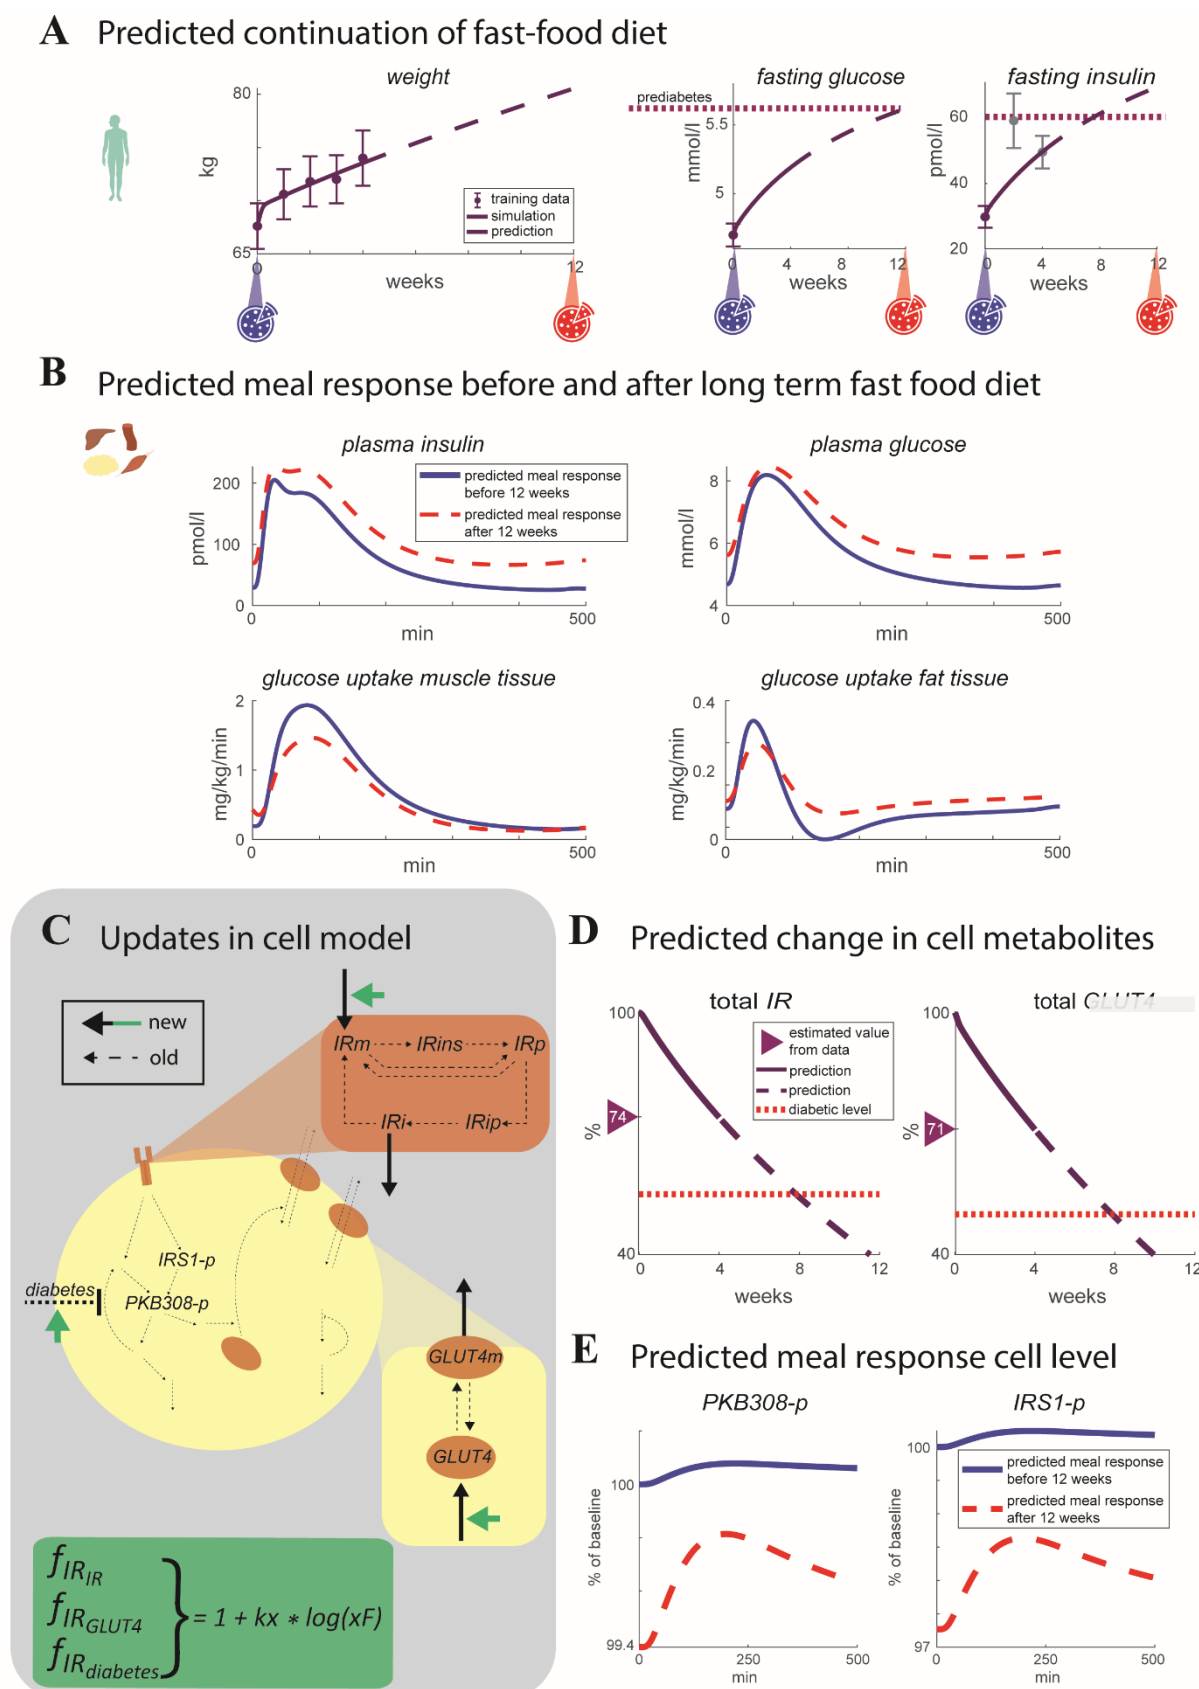 A Predicted continuation of fast-food diet
weight
80
kg
65
0
12
weeks
training data
simulation
prediction
fasting glucose
prediabetes
5.5
mmol/l
5
0
4
8
12
weeks
fasting insulin
60
pmol/l
40
20
0
4
8
12
weeks
B Predicted meal response before and after long term fast food diet
plasma insulin
200
pmol/l
100
0
0
500
min
predicted meal response
before 12 weeks
predicted meal response
after 12 weeks
plasma glucose
8
mmol/l
6
4
0
500
min
glucose uptake muscle tissue
2
mg/kg/min
1
0
0
500
min
glucose uptake fat tissue
0.4
mg/kg/min
0.2
0
0
500
min
C Updates in cell model
new
old
IRm
IRins
IRp
IRi
IRip
IRS1-p
diabetes
PKB308-p
GLUT4m
GLUT4
fIR_IR
fIR_GLUT4
fIR_diabetes
= 1 + kx * log(xF)
D Predicted change in cell metabolites
total IR
100
estimated value
from data
prediction
prediction
diabetic level
74
%
40
0
4
8
12
weeks
total GLUT4
100
71
%
40
0
4
8
12
weeks
E Predicted meal response cell level
PKB308-p
100
% of baseline
99.4
0
250
500
min
IRS1-p
100
predicted meal response
before 12 weeks
predicted meal response
after 12 weeks
% of baseline
97
0
250
500
min